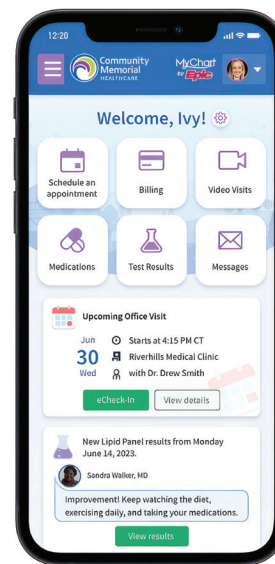 12:20
Community
Memorial
HEALTHCARE
MyChart
by Epic
Welcome, Ivy!
Schedule an
appointment
Billing
Video Visits
Medications
Test Results
Messages
Upcoming Office Visit
Jun
30
Wed
Starts at 4:15 PM CT
Riverhills Medical Clinic
with Dr. Drew Smith
eCheck-In
View details
New Lipid Panel results from Monday
June 14, 2023.
Sandra Walker, MD
Improvement! Keep watching the diet,
exercising daily, and taking your medications.
View results